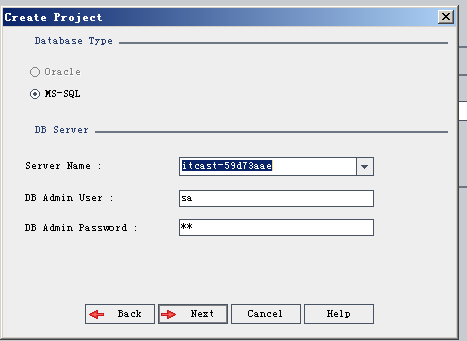 Create Project
Database Type
Oracle
MS-SQL
DB Server
Server Name :
itcast-59d73aae
DB Admin User :
sa
DB Admin Password :
**
Back
Next
Cancel
Help